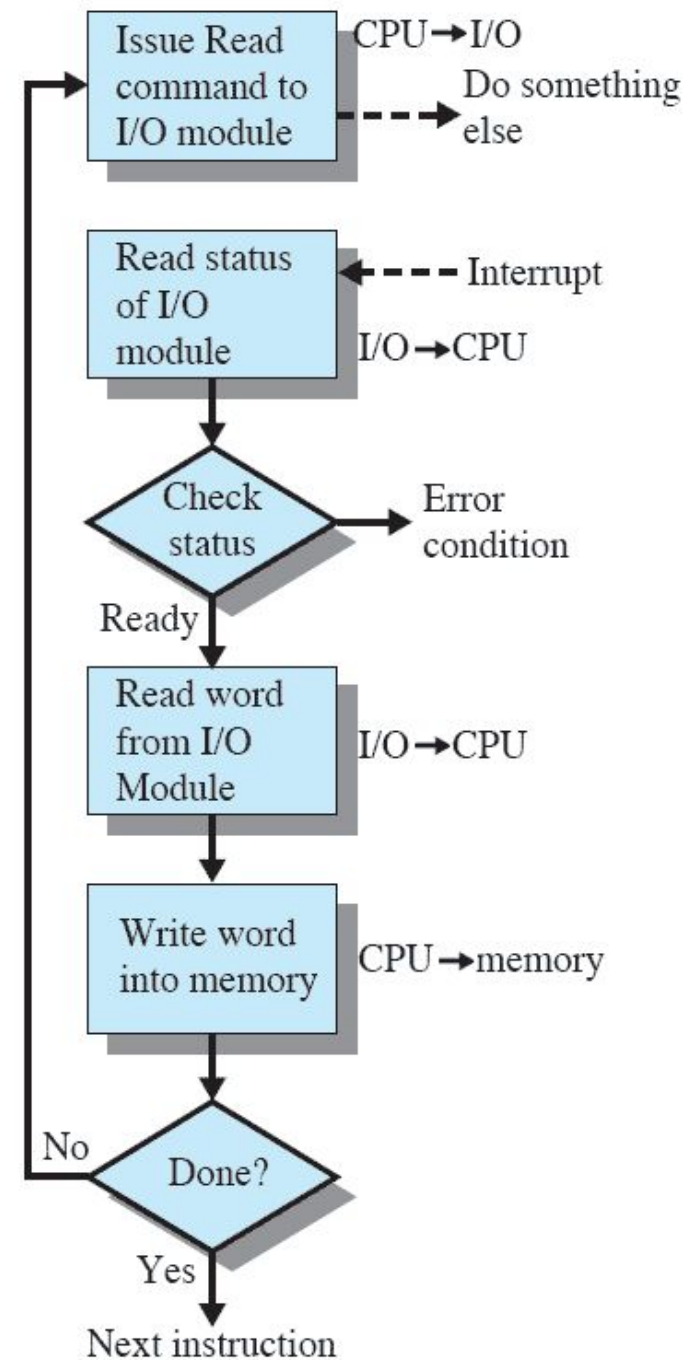 Issue Read
command to
I/O module
CPU→I/O
Do something
else
Read status
of I/O
module
Interrupt
I/O→CPU
Check
status
Error
condition
Ready
Read word
from I/O
Module
I/O→CPU
Write word
into memory
CPU→memory
No
Done?
Yes
Next instruction